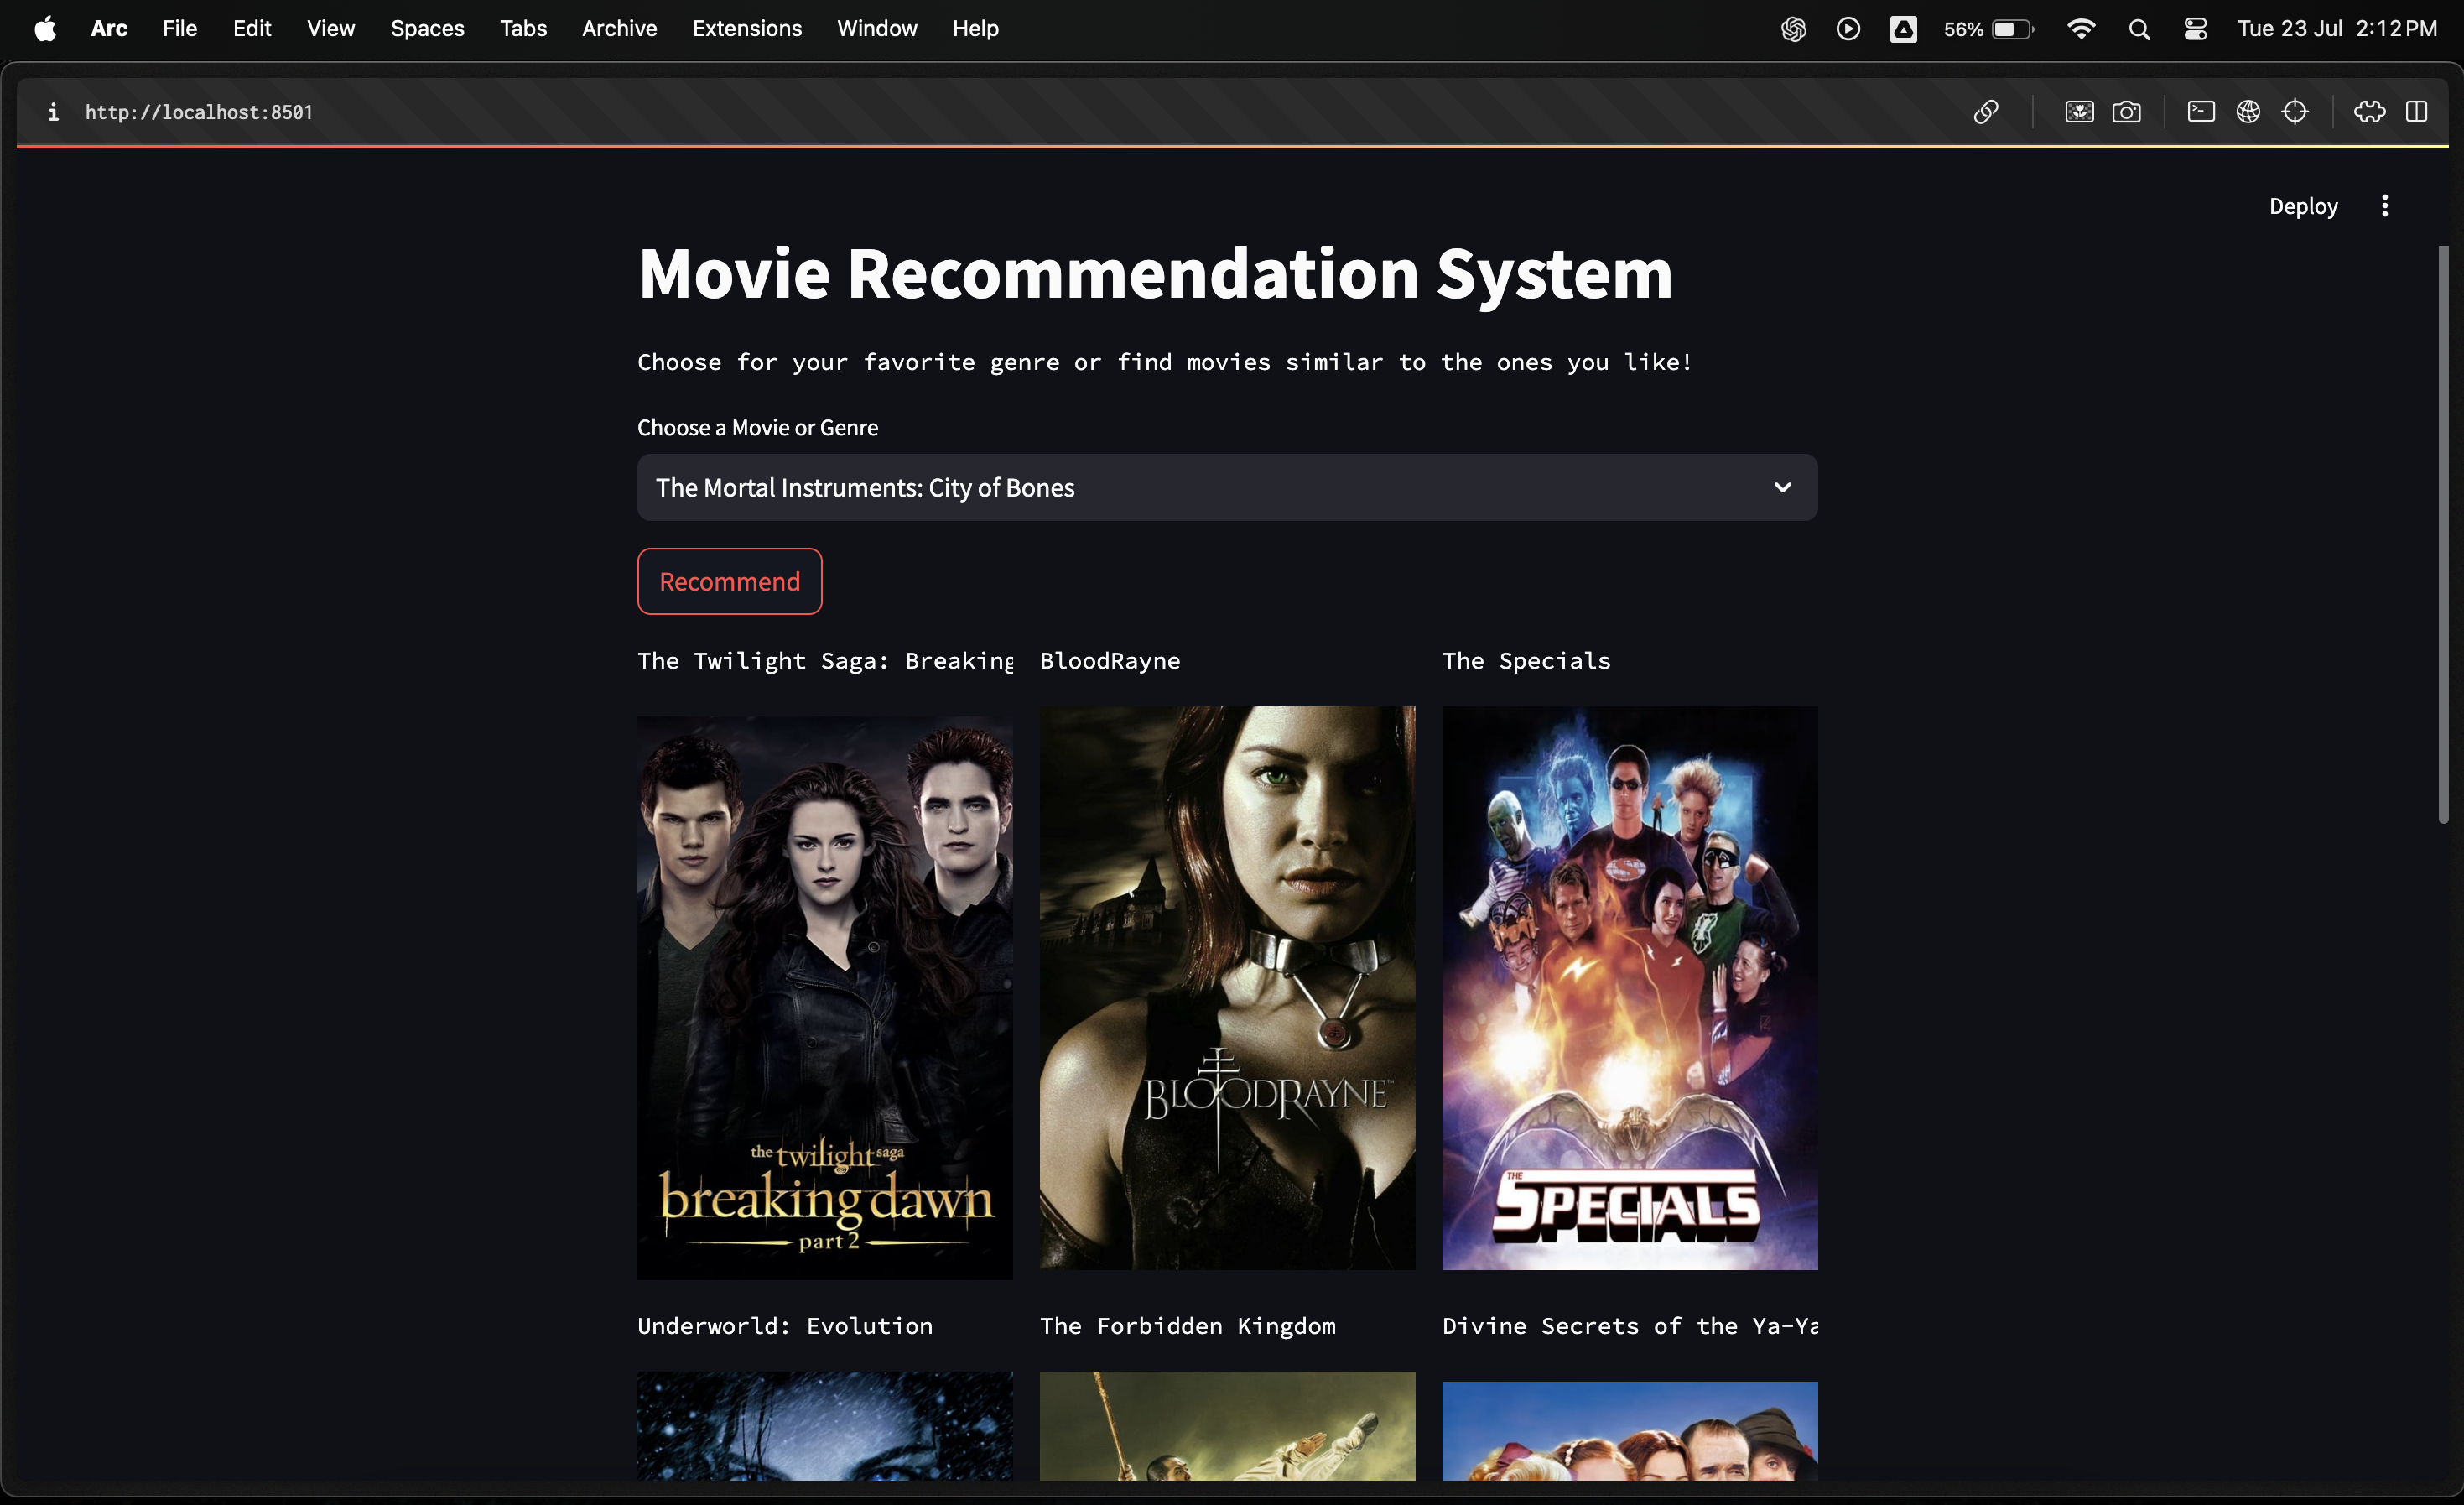 Arc File Edit View Spaces Tabs Archive Extensions Window Help 56% Tue 23 Jul 2:12 PM
http://localhost:8501
Deploy
Movie Recommendation System
Choose for your favorite genre or find movies similar to the ones you like!
Choose a Movie or Genre
The Mortal Instruments: City of Bones
Recommend
The Twilight Saga: Breaking
BloodRayne
The Specials
the twilight saga
breaking dawn
part 2
BLOODRAYNE™
S
THE
SPECIALS
Underworld: Evolution
The Forbidden Kingdom
Divine Secrets of the Ya-Ya